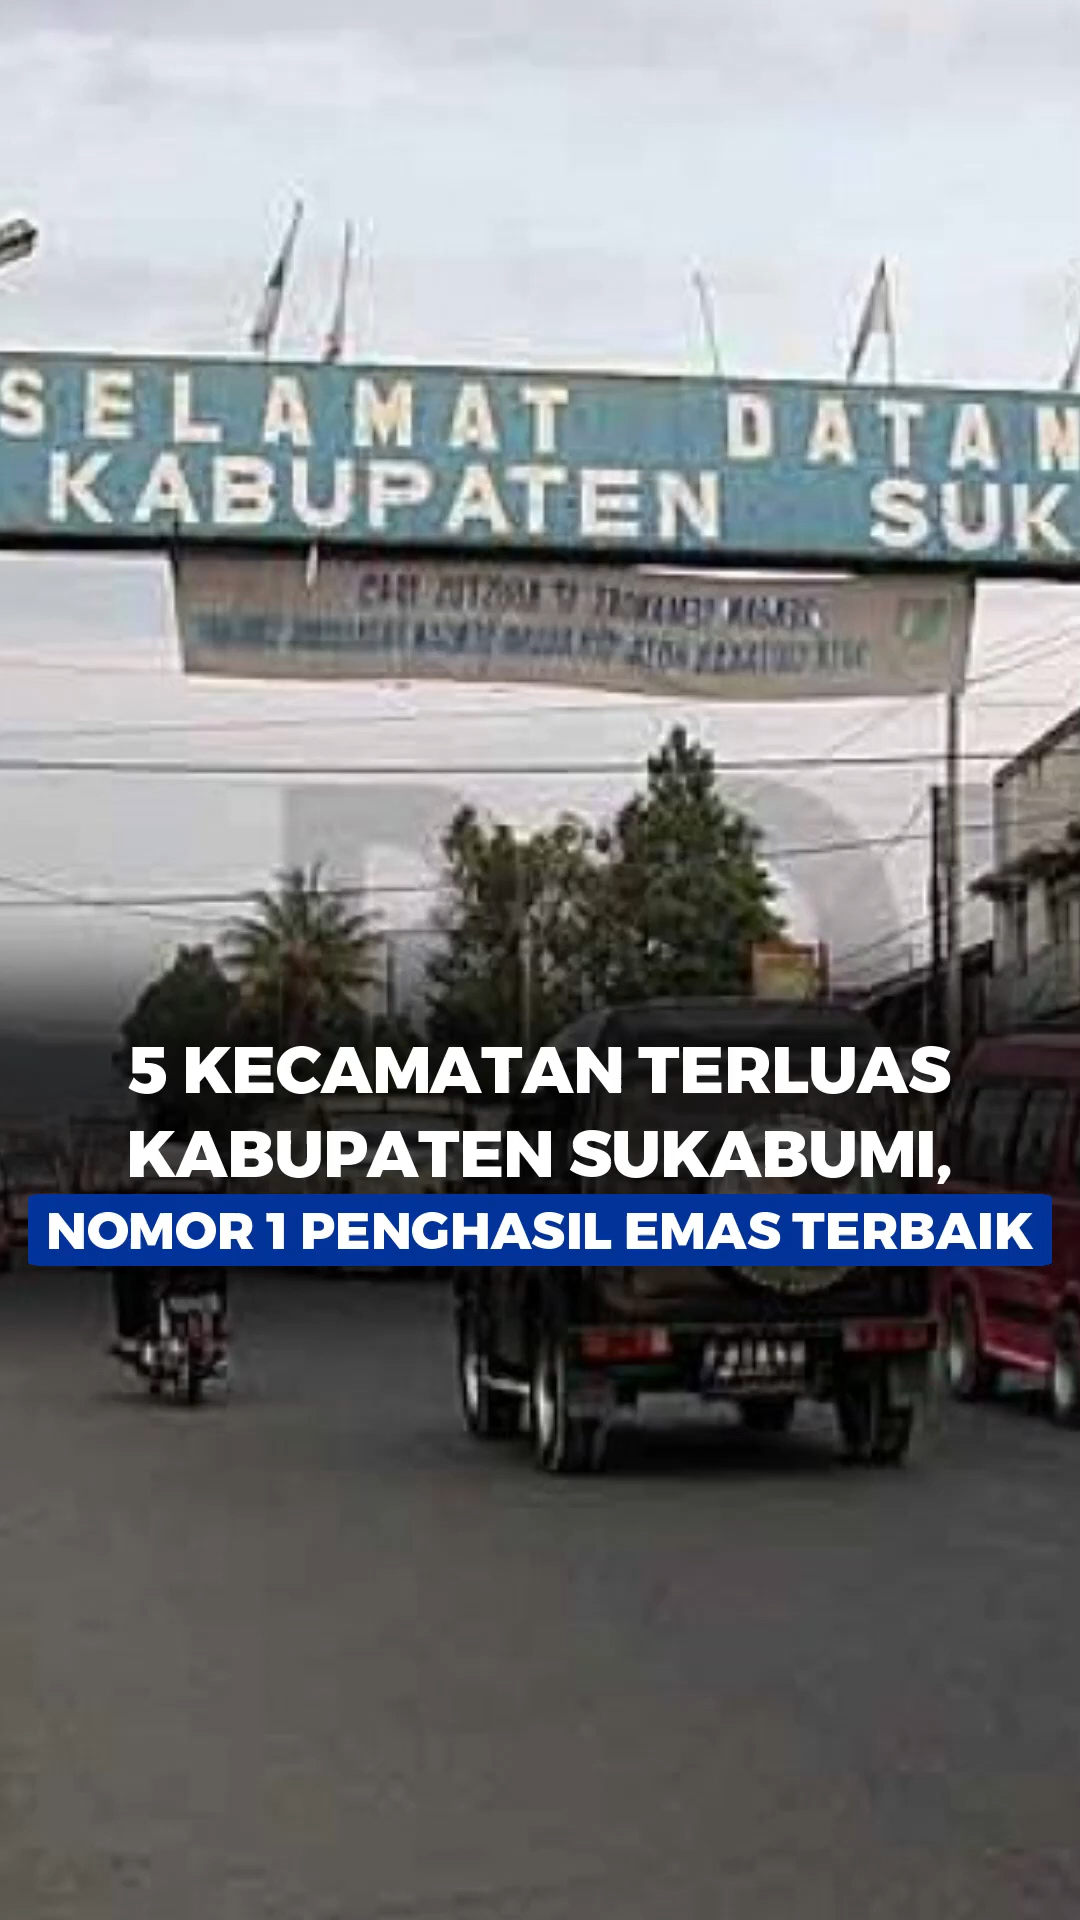 SELAMAT DATAN
KABUPATEN SUK
5 KECAMATAN TERLUAS
KABUPATEN SUKABUMI,
NOMOR 1 PENGHASIL EMAS TERBAIK